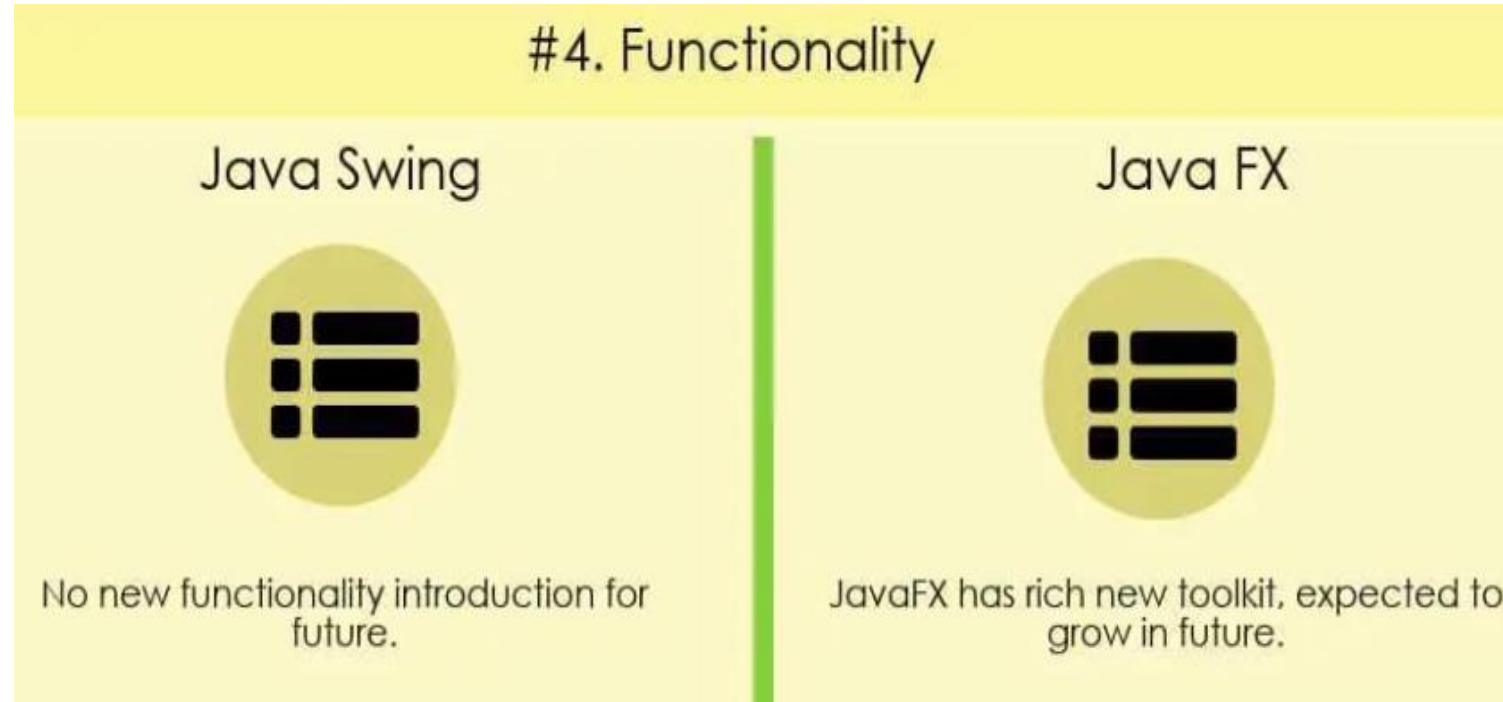 #4. Functionality
Java Swing
Java FX
No new functionality introduction for
future.
JavaFX has rich new toolkit, expected to
grow in future.